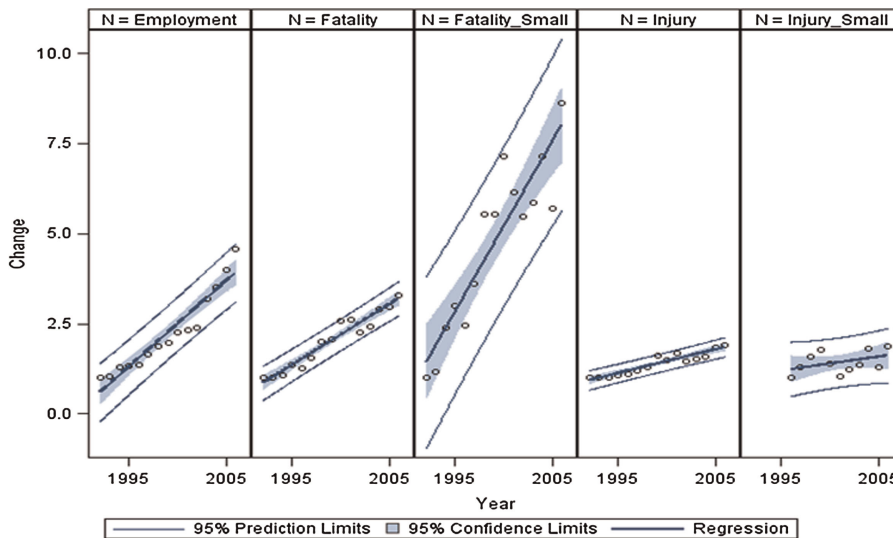 N = Employment N = Fatality N = Fatality_Small N = Injury N = Injury_Small
10.0
7.5
5.0
2.5
0.0
Change
1995 2005 1995 2005 1995 2005 1995 2005 1995 2005
Year
95% Prediction Limits 95% Confidence Limits Regression